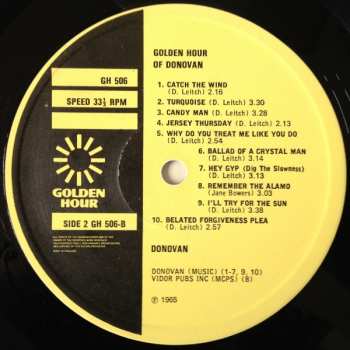 GOLDEN HOUR
OF DONOVAN
GH 506
SPEED 33⅓ RPM
GOLDEN
HOUR
SIDE 2 GH 506-B
1. CATCH THE WIND
(D. Leitch) 2.16
2. TURQUOISE (D. Leitch) 3.30
3. CANDY MAN (D. Leitch) 3.28
4. JERSEY THURSDAY (D. Leitch) 2.13
5. WHY DO YOU TREAT ME LIKE YOU DO
(D. Leitch) 2.54
6. BALLAD OF A CRYSTAL MAN
(D. Leitch) 3.14
7. HEY GYP (Dig The Slowness)
(D. Leitch) 3.13
8. REMEMBER THE ALAMO
(Jane Bowers) 3.03
9. I'LL TRY FOR THE SUN
(D. Leitch) 3.38
10. BELATED FORGIVENESS PLEA
(D. Leitch) 2.57
DONOVAN
DONOVAN (MUSIC) (1-7, 9, 10)
VIDOR PUBS INC (MCPS.) (8)
℗ 1965